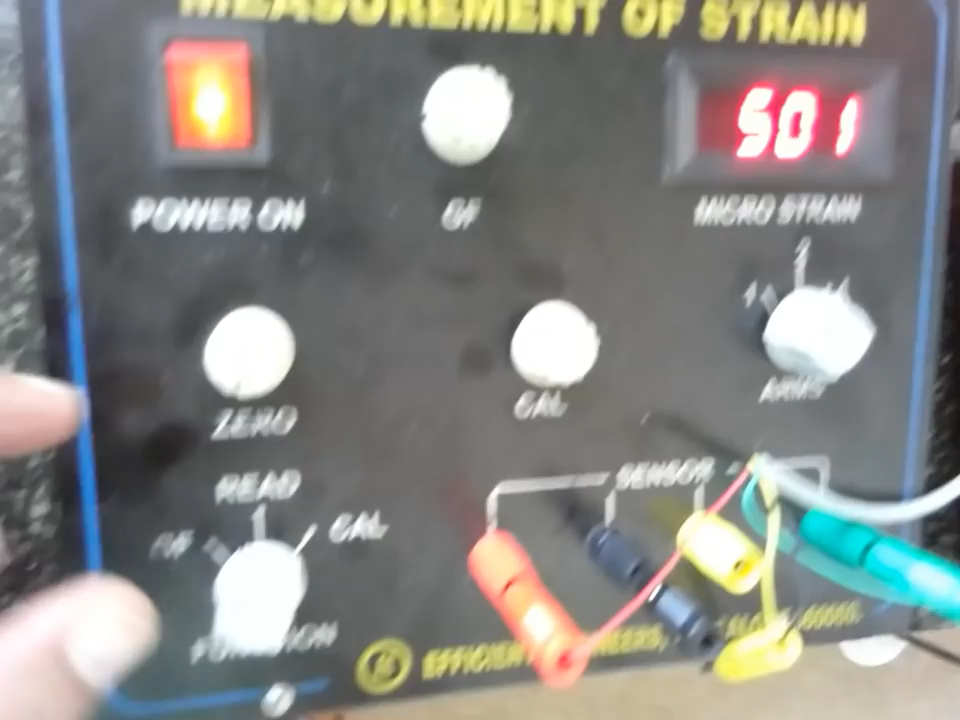 MEASUREMENT OF STRAIN
501
POWER ON
GF
MICRO STRAIN
2
1
4
ZERO
CAL
ARMS
READ
SENSOR
GF
CAL
FUNCTION